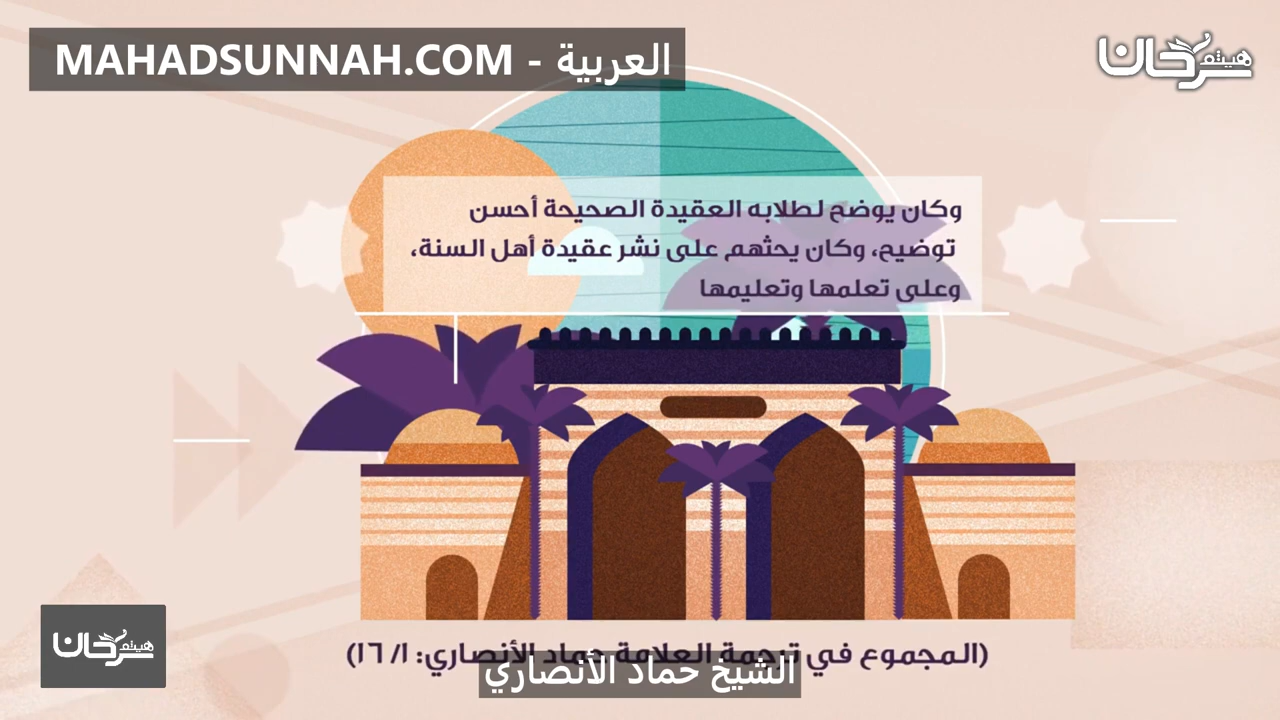 MAHADSUNNAH.COM - العربية
هيثم سرحان
وكان يوضح لطلابه العقيدة الصحيحة أحسن
توضيح، وكان يحثهم على نشر عقيدة أهل السنة،
وعلى تعلمها وتعليمها
(المجموع في ترجمة العلامة حماد الأنصاري: ١/ ١٦)
الشيخ حماد الأنصاري
هيثم سرحان